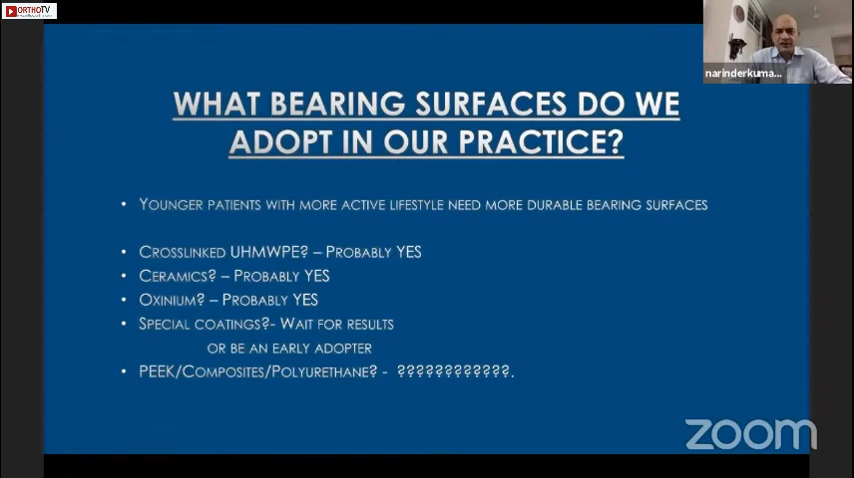 ORTHOTV
narinderkuma...
WHAT BEARING SURFACES DO WE
ADOPT IN OUR PRACTICE?
• YOUNGER PATIENTS WITH MORE ACTIVE LIFESTYLE NEED MORE DURABLE BEARING SURFACES
• CROSSLINKED UHMWPE? – PROBABLY YES
• CERAMICS? – PROBABLY YES
• OXINIUM? – PROBABLY YES
• SPECIAL COATINGS?- WAIT FOR RESULTS
OR BE AN EARLY ADOPTER
• PEEK/COMPOSITES/POLYURETHANE? - ????????????.
zoom